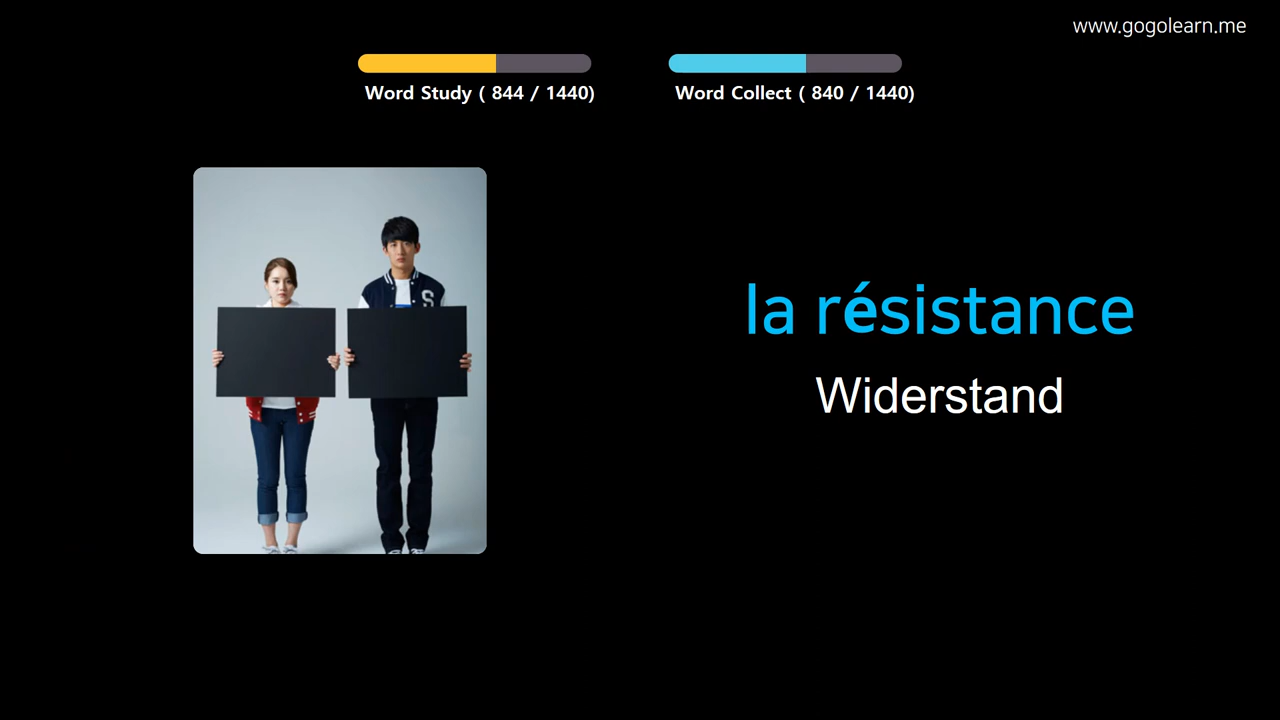 www.gogolearn.me
Word Study ( 844 / 1440)
Word Collect ( 840 / 1440)
S
la résistance
Widerstand